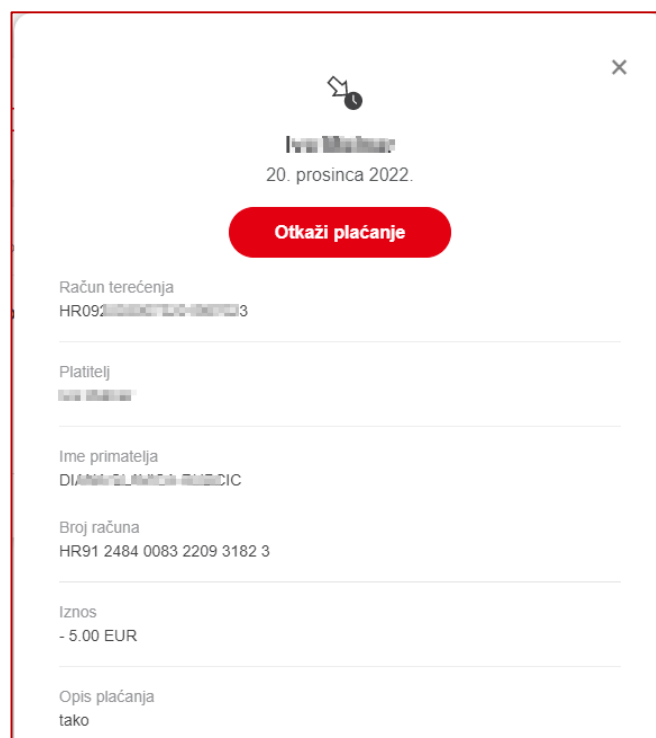 20. prosinca 2022.
Otkaži plaćanje
Račun terećenja
Platitelj
Ime primatelja
Broj računa
HR91 2484 0083 2209 3182 3
Iznos
- 5.00 EUR
Opis plaćanja
tako